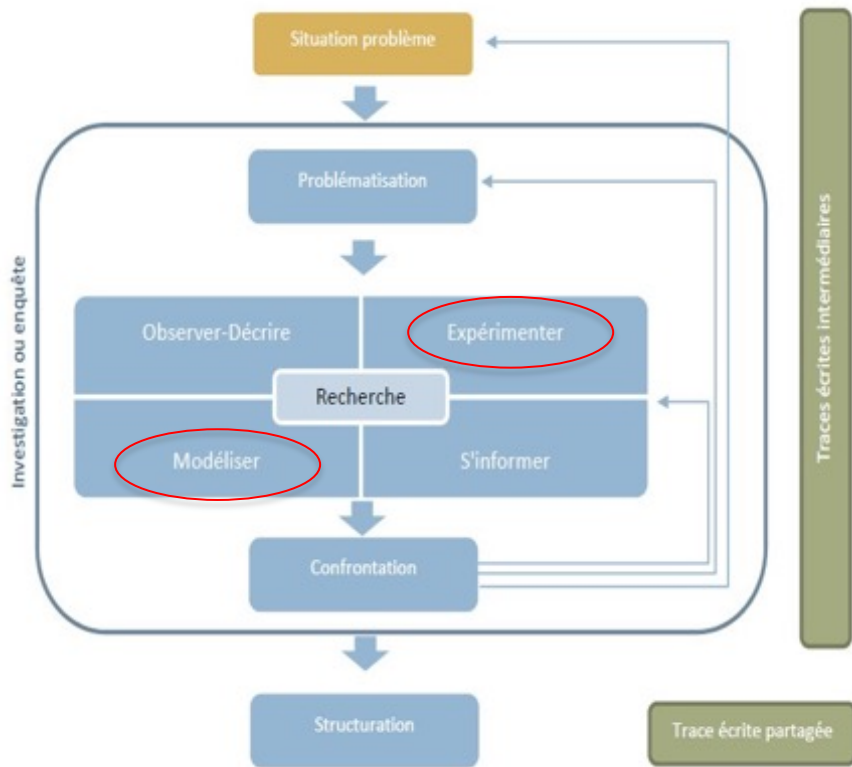 Situation problème
Problématisation
Investigation ou enquête
Observer-Décrire
Expérimenter
Recherche
Modéliser
S'informer
Confrontation
Structuration
Traces écrites intermédiaires
Trace écrite partagée